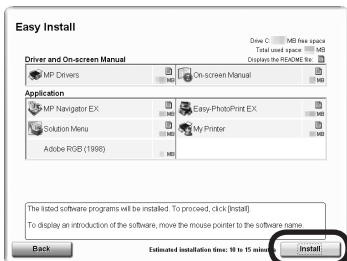 Easy Install
Drive C: MB free space
Total used space: MB
Driver and On-screen Manual
Displays the README file:
MP Drivers
MB
On-screen Manual
MB
Application
MP Navigator EX
MB
Easy-PhotoPrint EX
MB
Solution Menu
MB
My Printer
MB
Adobe RGB (1998)
MB
The listed software programs will be installed. To proceed, click [Install].
To display an introduction of the software, move the mouse pointer to the software name.
Back
Estimated installation time: 10 to 15 minutes
Install